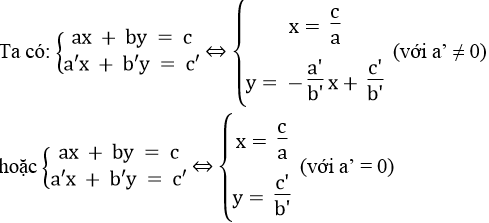 Ta có: { ax + by = c a′x + b′y = c′ ⇔ { x = c/a y = − a'/b' x + c'/b' (với a’ ≠ 0)
hoặc { ax + by = c a′x + b′y = c′ ⇔ { x = c/a y = c'/b' (với a’ = 0)